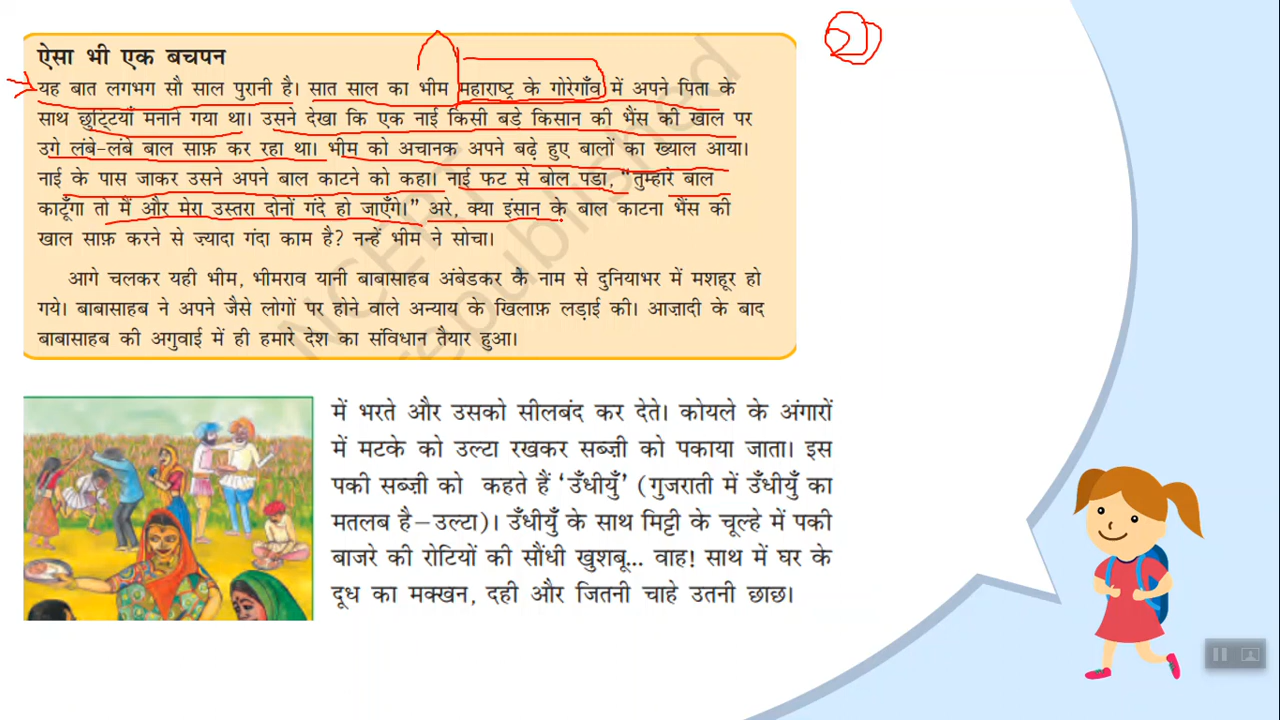 ऐसा भी एक बचपन
यह बात लगभग सौ साल पुरानी है। सात साल का भीम महाराष्ट्र के गोरेगाँव में अपने पिता के
साथ छुट्टियाँ मनाने गया था। उसने देखा कि एक नाई किसी बड़े किसान की भैंस की खाल पर
उगे लंबे-लंबे बाल साफ़ कर रहा था। भीम को अचानक अपने बढ़े हुए बालों का ख्याल आया।
नाई के पास जाकर उसने अपने बाल काटने को कहा। नाई फट से बोल पडा, “तुम्हारे बाल
काटूँगा तो मैं और मेरा उस्तरा दोनों गंदे हो जाएँगे।” अरे, क्या इंसान के बाल काटना भैंस की
खाल साफ़ करने से ज़्यादा गंदा काम है? नन्हें भीम ने सोचा।
आगे चलकर यही भीम, भीमराव यानी बाबासाहब अंबेडकर के नाम से दुनियाभर में मशहूर हो
गये। बाबासाहब ने अपने जैसे लोगों पर होने वाले अन्याय के खिलाफ़ लड़ाई की। आज़ादी के बाद
बाबासाहब की अगुवाई में ही हमारे देश का संविधान तैयार हुआ।
NCERT
republished
में भरते और उसको सीलबंद कर देते। कोयले के अंगारों
में मटके को उल्टा रखकर सब्ज़ी को पकाया जाता। इस
पकी सब्ज़ी को कहते हैं ‘उँधीयुँ’ (गुजराती में उँधीयुँ का
मतलब है–उल्टा)। उँधीयुँ के साथ मिट्टी के चूल्हे में पकी
बाजरे की रोटियों की सौंधी खुशबू... वाह! साथ में घर के
दूध का मक्खन, दही और जितनी चाहे उतनी छाछ।